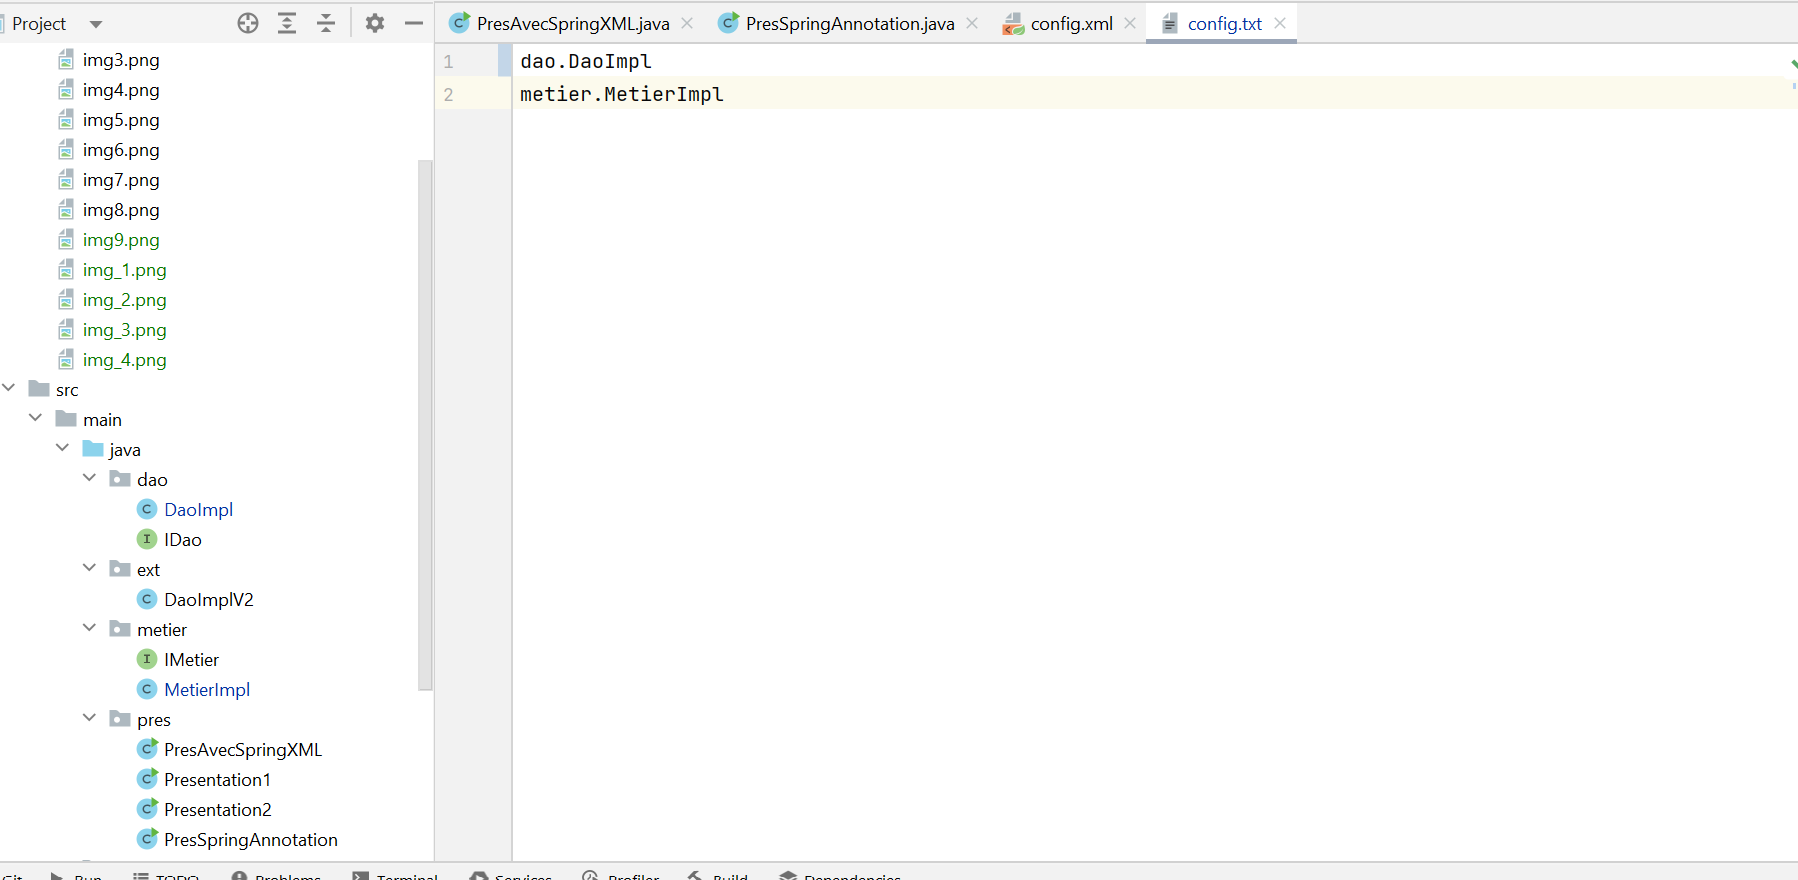 Project
PresAvecSpringXML.java
PresSpringAnnotation.java
config.xml
config.txt
img3.png
img4.png
img5.png
img6.png
img7.png
img8.png
img9.png
img_1.png
img_2.png
img_3.png
img_4.png
src
main
java
dao
C DaoImpl
I IDao
ext
C DaoImplV2
metier
I IMetier
C MetierImpl
pres
C PresAvecSpringXML
C Presentation1
C Presentation2
C PresSpringAnnotation
1 dao.DaoImpl
2 metier.MetierImpl
Git Run TODO Problems Terminal Services Profiler Build Dependencies